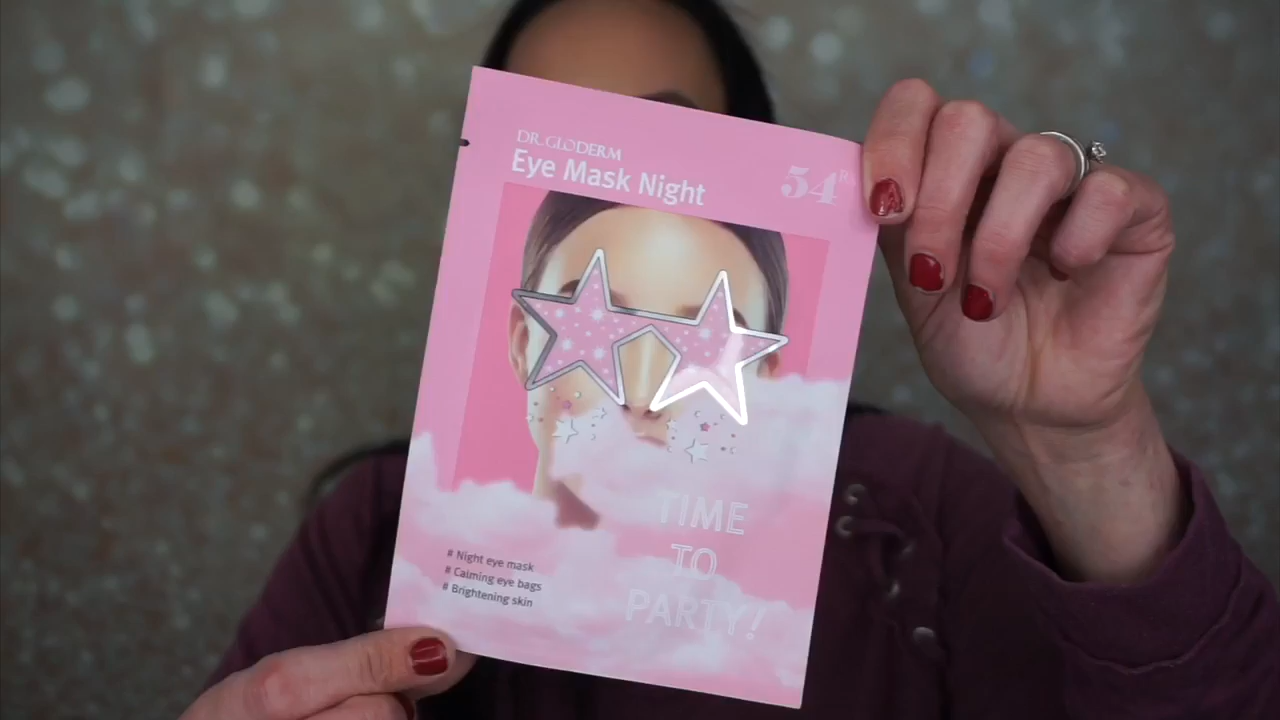 DR.GLODERM
Eye Mask Night
54
TIME
TO
PARTY!
# Night eye mask
# Calming eye bags
# Brightening skin